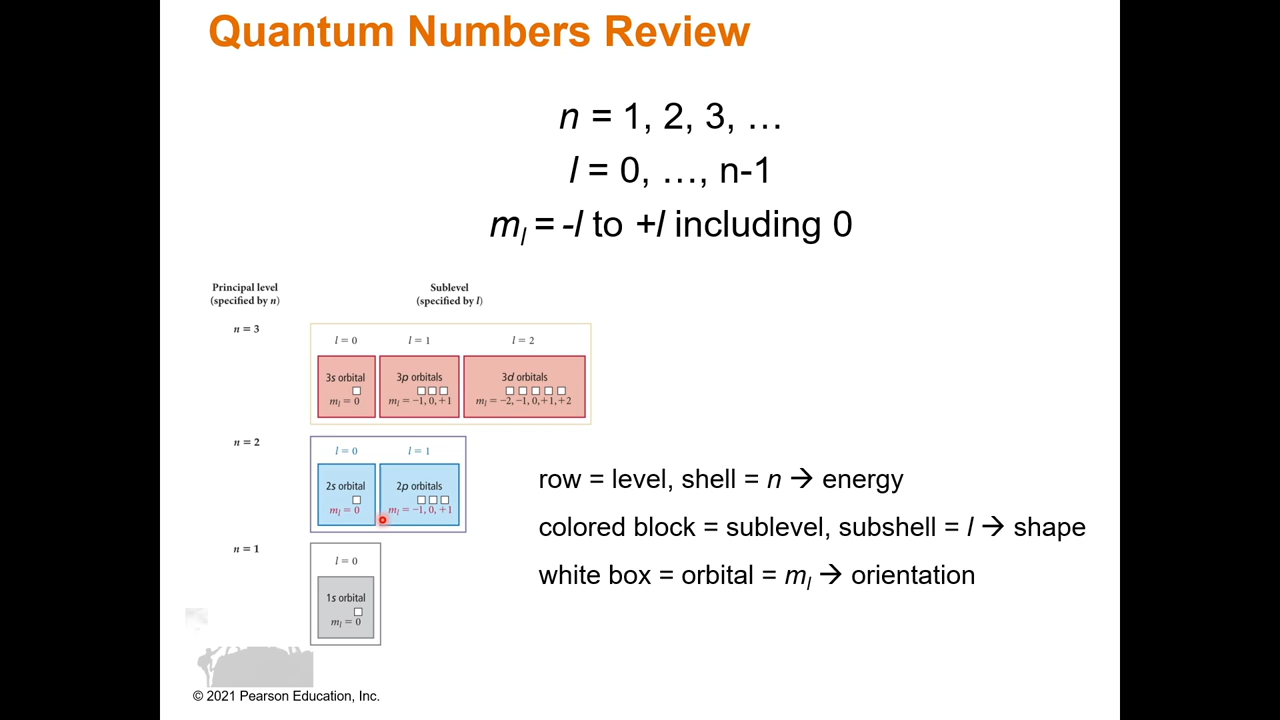 Quantum Numbers Review
n = 1, 2, 3, …
l = 0, …, n-1
mₗ = -l to +l including 0
Principal level
(specified by n)
Sublevel
(specified by l)
n = 3
l = 0
l = 1
l = 2
3s orbital
3p orbitals
3d orbitals
mₗ = 0
mₗ = −1, 0, +1
mₗ = −2, −1, 0, +1, +2
n = 2
l = 0
l = 1
2s orbital
2p orbitals
mₗ = 0
mₗ = −1, 0, +1
n = 1
l = 0
1s orbital
mₗ = 0
row = level, shell = n → energy
colored block = sublevel, subshell = l → shape
white box = orbital = mₗ → orientation
© 2021 Pearson Education, Inc.